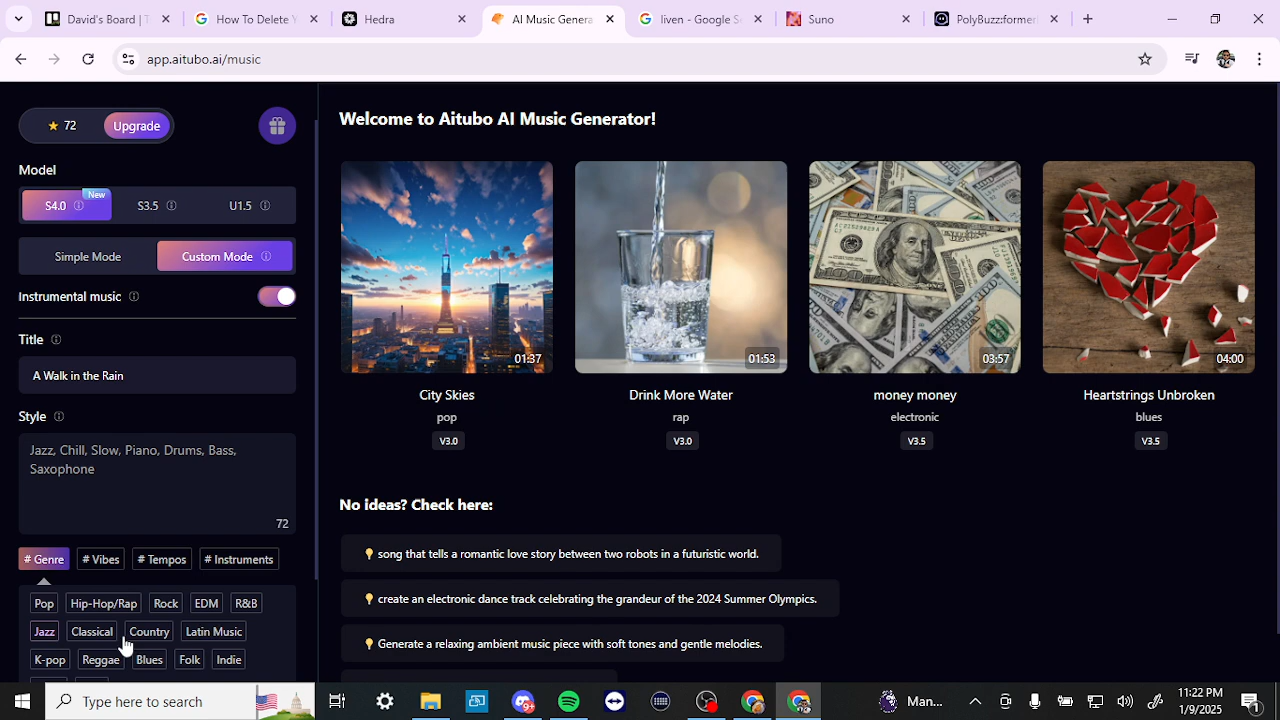 David's Board | T
How To Delete Y
Hedra
AI Music Genera
liven - Google S
Suno
PolyBuzz:former
app.aitubo.ai/music
72
Upgrade
Welcome to Aitubo AI Music Generator!
Model
S4.0
New
S3.5
U1.5
Simple Mode
Custom Mode
Instrumental music
Title
A Walk in the Rain
Style
Jazz, Chill, Slow, Piano, Drums, Bass,
Saxophone
72
# Genre
# Vibes
# Tempos
# Instruments
Pop
Hip-Hop/Rap
Rock
EDM
R&B
Jazz
Classical
Country
Latin Music
K-pop
Reggae
Blues
Folk
Indie
01:37
01:53
03:57
04:00
City Skies
Drink More Water
money money
Heartstrings Unbroken
pop
rap
electronic
blues
V3.0
V3.0
V3.5
V3.5
No ideas? Check here:
song that tells a romantic love story between two robots in a futuristic world.
create an electronic dance track celebrating the grandeur of the 2024 Summer Olympics.
Generate a relaxing ambient music piece with soft tones and gentle melodies.
Type here to search
9+
Man...
1:22 PM
1/9/2025
1